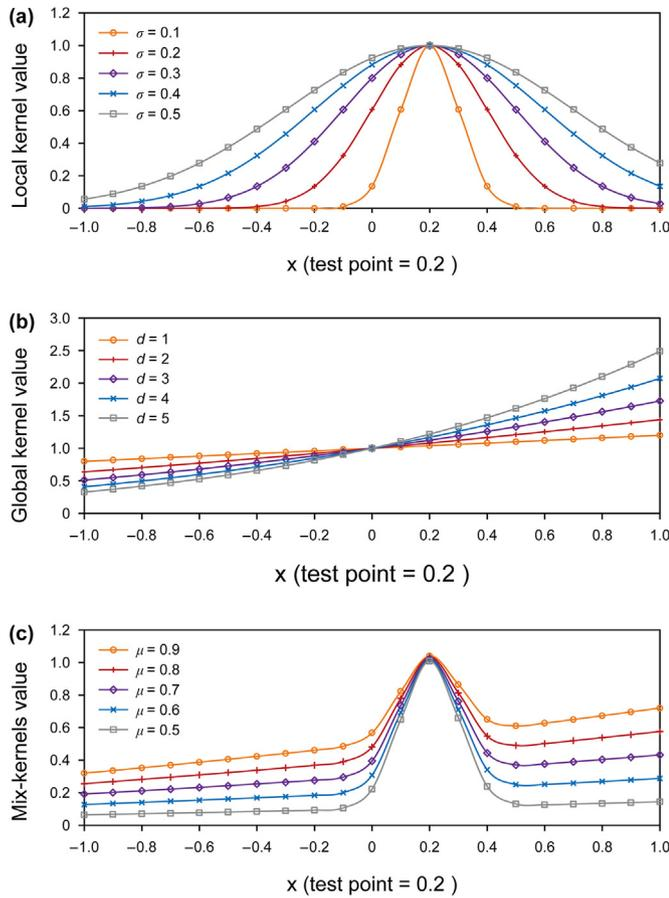 (a)
1.2
1.0
0.8
0.6
0.4
0.2
0
Local kernel value
σ = 0.1
σ = 0.2
σ = 0.3
σ = 0.4
σ = 0.5
−1.0 −0.8 −0.6 −0.4 −0.2 0 0.2 0.4 0.6 0.8 1.0
x (test point = 0.2 )
(b)
3.0
2.5
2.0
1.5
1.0
0.5
0
Global kernel value
d = 1
d = 2
d = 3
d = 4
d = 5
−1.0 −0.8 −0.6 −0.4 −0.2 0 0.2 0.4 0.6 0.8 1.0
x (test point = 0.2 )
(c)
1.2
1.0
0.8
0.6
0.4
0.2
0
Mix-kernels value
μ = 0.9
μ = 0.8
μ = 0.7
μ = 0.6
μ = 0.5
−1.0 −0.8 −0.6 −0.4 −0.2 0 0.2 0.4 0.6 0.8 1.0
x (test point = 0.2 )